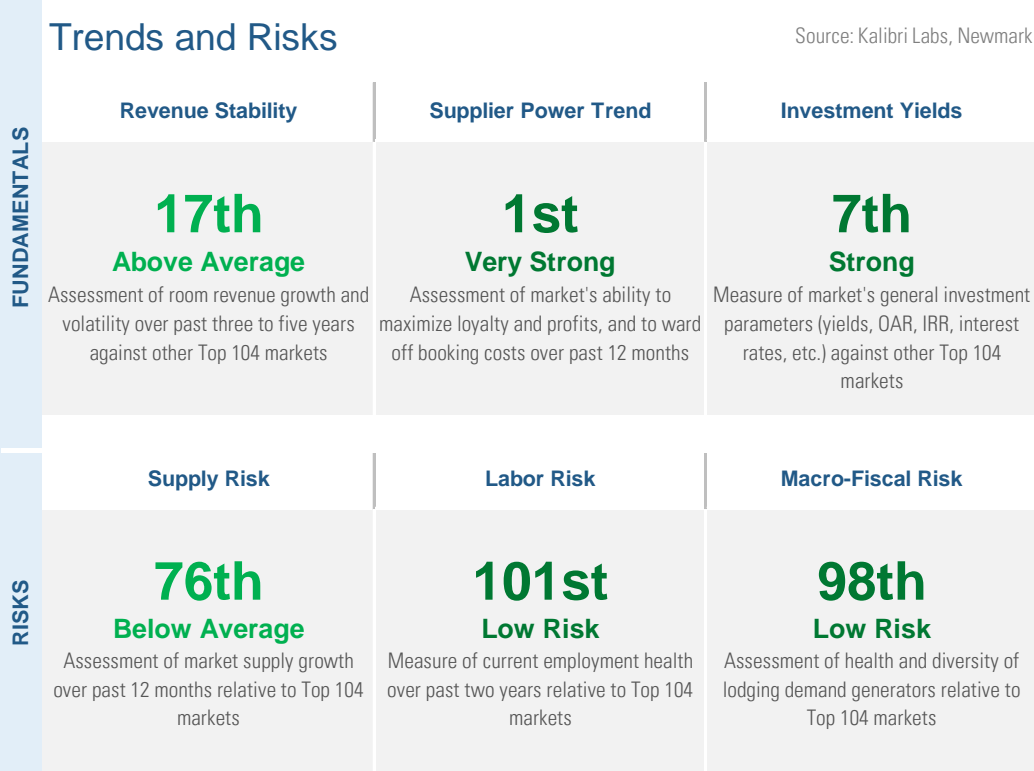 Trends and Risks
Source: Kalibri Labs, Newmark
FUNDAMENTALS
Revenue Stability
17th
Above Average
Assessment of room revenue growth and
volatility over past three to five years
against other Top 104 markets
Supplier Power Trend
1st
Very Strong
Assessment of market's ability to
maximize loyalty and profits, and to ward
off booking costs over past 12 months
Investment Yields
7th
Strong
Measure of market's general investment
parameters (yields, OAR, IRR, interest
rates, etc.) against other Top 104
markets
RISKS
Supply Risk
76th
Below Average
Assessment of market supply growth
over past 12 months relative to Top 104
markets
Labor Risk
101st
Low Risk
Measure of current employment health
over past two years relative to Top 104
markets
Macro-Fiscal Risk
98th
Low Risk
Assessment of health and diversity of
lodging demand generators relative to
Top 104 markets